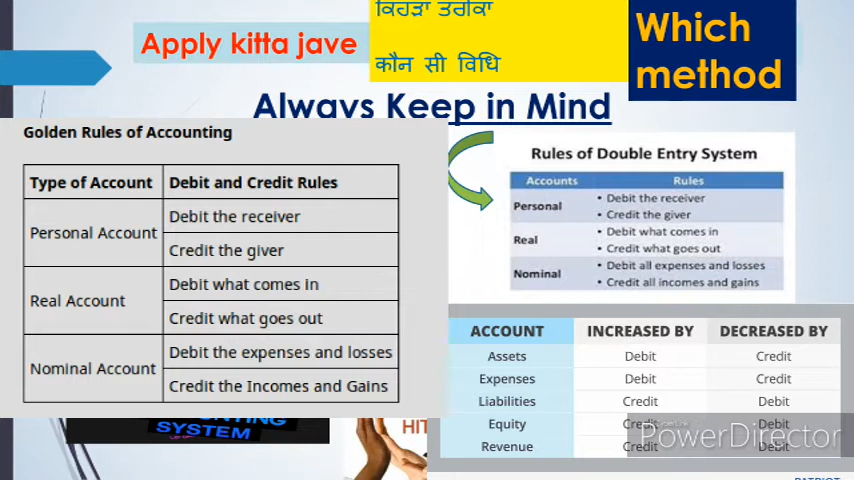 Apply kitta jave
ਕਿਹੜਾ ਤਰੀਕਾ
कौन सी विधि
Which
method
Always Keep in Mind
Golden Rules of Accounting
Type of Account Debit and Credit Rules
Personal Account
Debit the receiver
Credit the giver
Real Account
Debit what comes in
Credit what goes out
Nominal Account
Debit the expenses and losses
Credit the Incomes and Gains
Rules of Double Entry System
Accounts Rules
Personal
• Debit the receiver
• Credit the giver
Real
• Debit what comes in
• Credit what goes out
Nominal
• Debit all expenses and losses
• Credit all incomes and gains
ACCOUNT INCREASED BY DECREASED BY
Assets Debit Credit
Expenses Debit Credit
Liabilities Credit Debit
Equity Credit Debit
Revenue Credit Debit
SYSTEM
HIT
PowerDirector